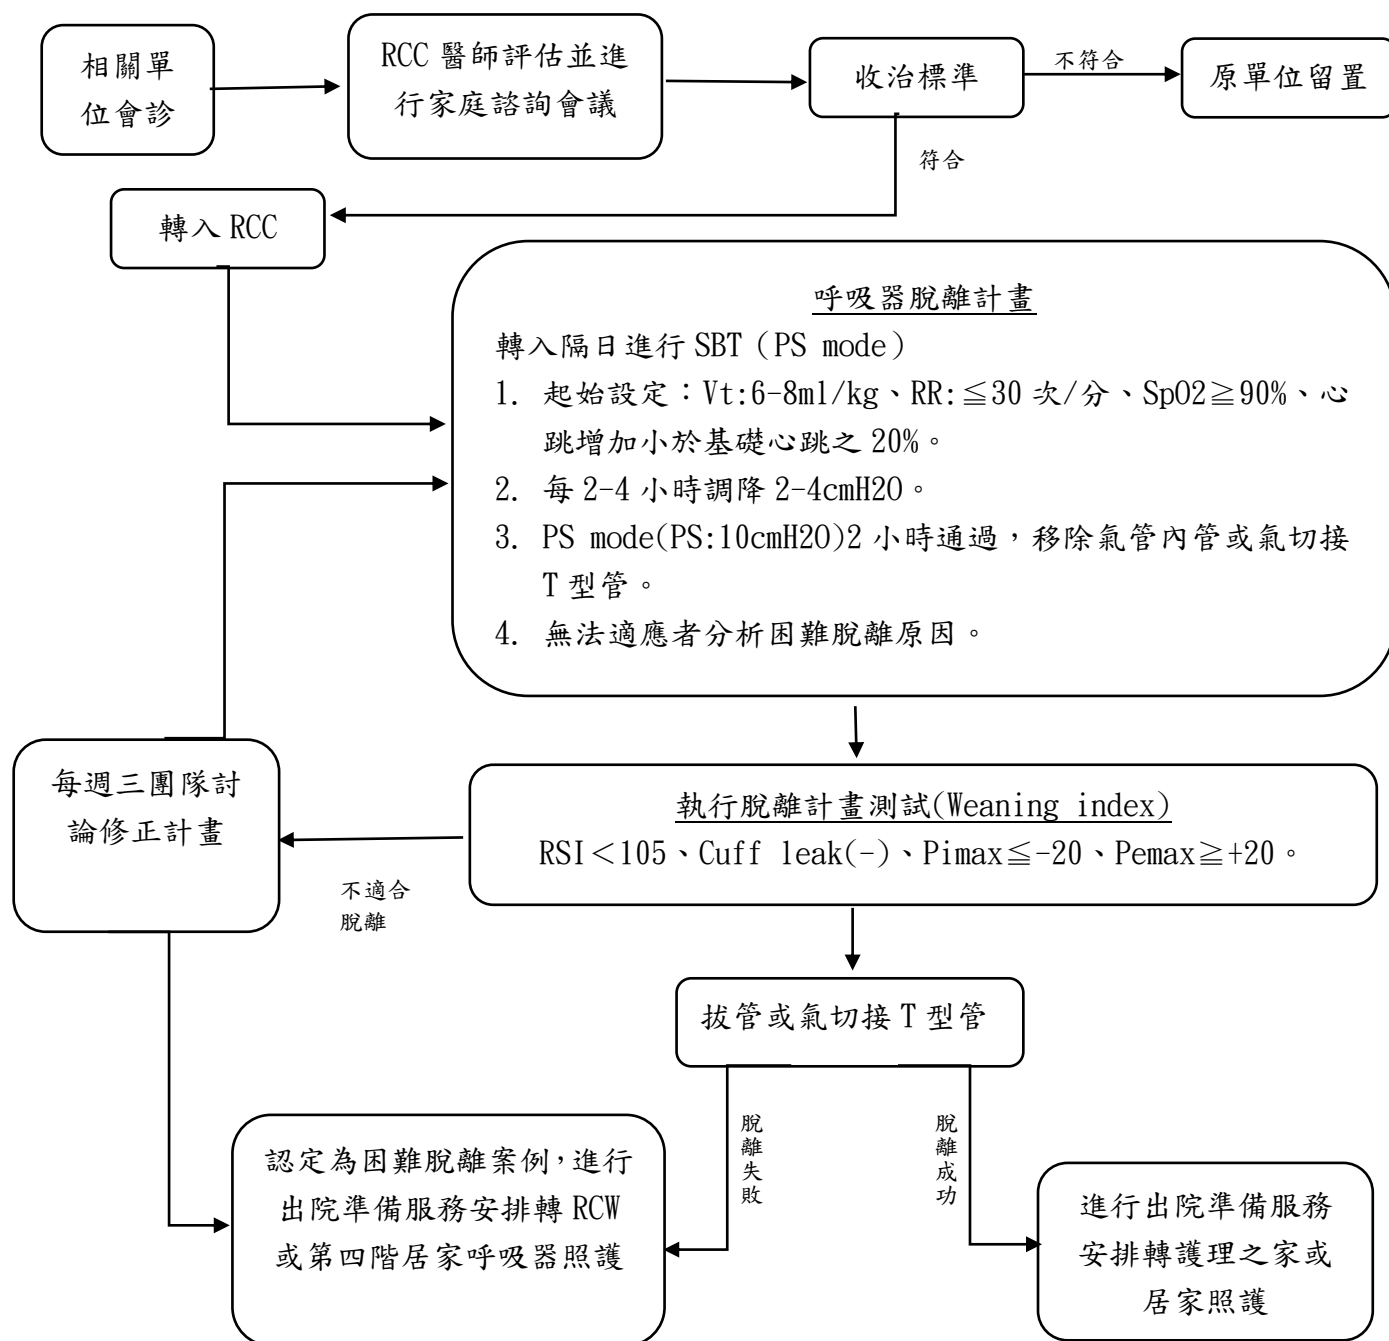 相關單
位會診
RCC 醫師評估並進
行家庭諮詢會議
收治標準
不符合
原單位留置
符合
轉入 RCC
呼吸器脫離計畫
轉入隔日進行 SBT（PS mode）
1. 起始設定：Vt:6-8ml/kg、RR:≦30 次/分、SpO2≧90%、心
跳增加小於基礎心跳之 20%。
2. 每 2-4 小時調降 2-4cmH2O。
3. PS mode(PS:10cmH2O)2 小時通過，移除氣管內管或氣切接
T 型管。
4. 無法適應者分析困難脫離原因。
每週三團隊討
論修正計畫
執行脫離計畫測試(Weaning index)
RSI＜105、Cuff leak(-)、Pimax≦-20、Pemax≧+20。
不適合
脫離
拔管或氣切接 T 型管
脫離失敗
脫離成功
認定為困難脫離案例，進行
出院準備服務安排轉 RCW
或第四階居家呼吸器照護
進行出院準備服務
安排轉護理之家或
居家照護